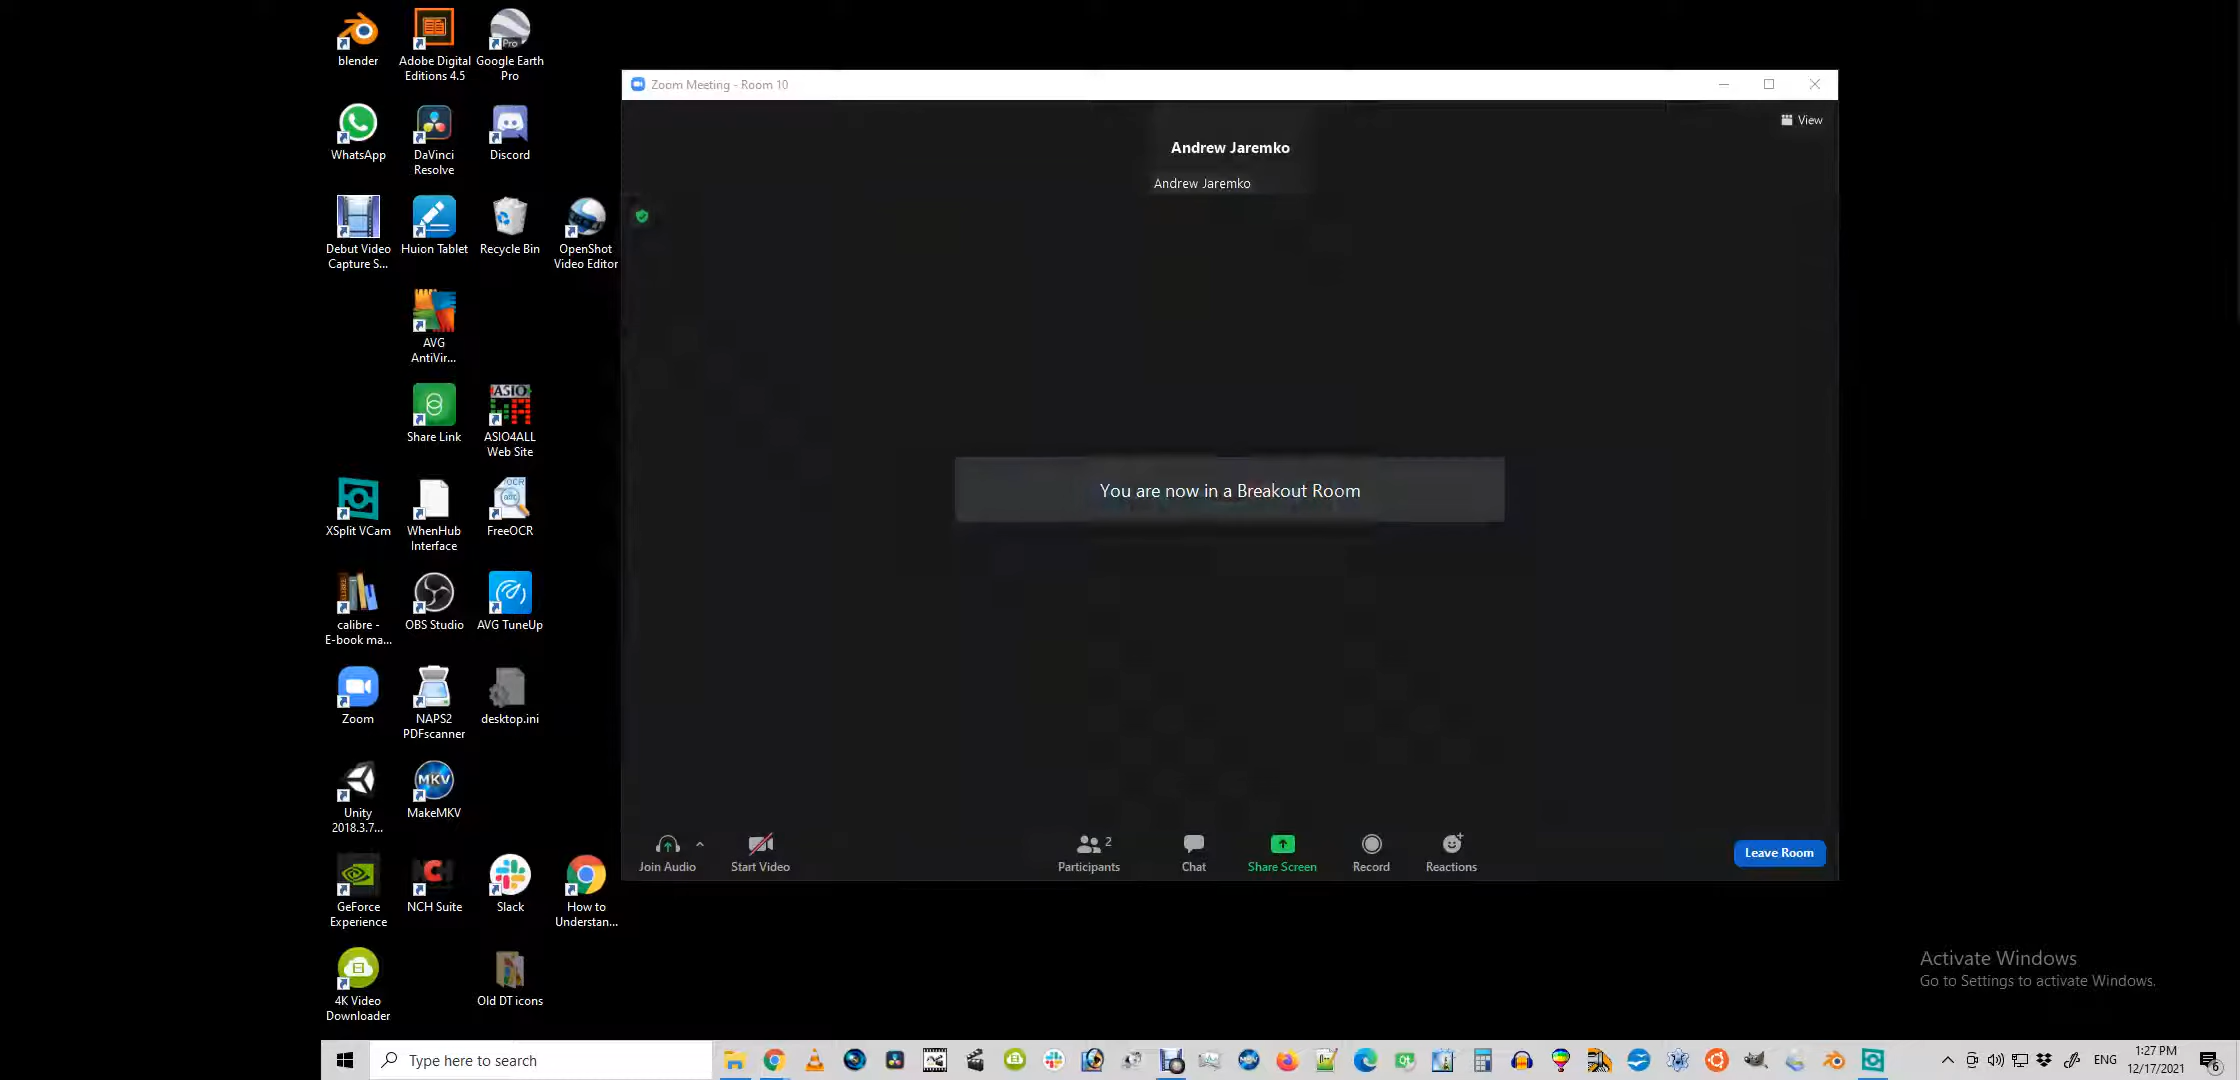 blender
Adobe Digital
Editions 4.5
Google Earth
Pro
WhatsApp
DaVinci
Resolve
Discord
Debut Video
Capture S...
Huion Tablet
Recycle Bin
OpenShot
Video Editor
AVG
AntiVir...
Share Link
ASIO
ASIO4ALL
Web Site
XSplit VCam
WhenHub
Interface
OCR
FreeOCR
calibre -
E-book ma...
OBS Studio
AVG TuneUp
Zoom
NAPS2
PDFscanner
desktop.ini
Unity
2018.3.7...
MKV
MakeMKV
GeForce
Experience
NCH
NCH Suite
Slack
How to
Understan...
4K Video
Downloader
Old DT icons
Zoom Meeting - Room 10
View
Andrew Jaremko
Andrew Jaremko
You are now in a Breakout Room
Join Audio
Start Video
2
Participants
Chat
Share Screen
Record
Reactions
Leave Room
Activate Windows
Go to Settings to activate Windows.
Type here to search
ENG
1:27 PM
12/17/2021
6